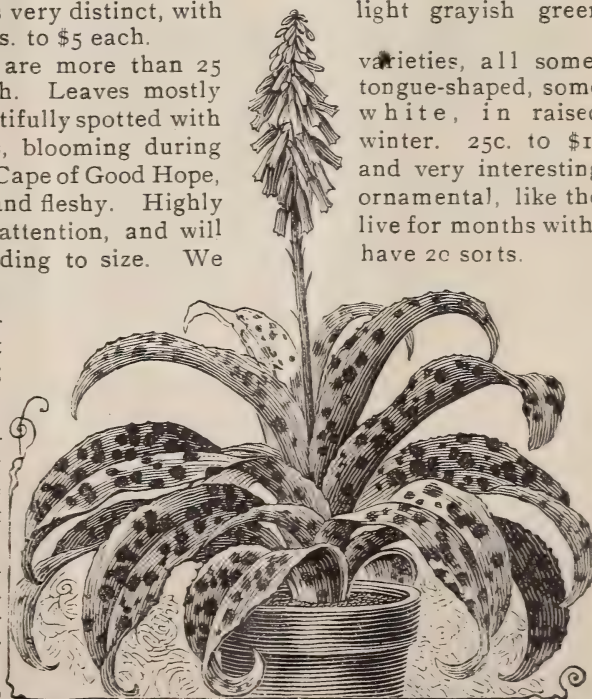 s very distinct, with light grayish green
s. to $5 each.
are more than 25 varieties, all some
h. Leaves mostly tongue-shaped, some
tifully spotted with white, in raised
, blooming during winter. 25c. to $1
Cape of Good Hope, and very interesting
nd fleshy. Highly ornamental, like the
attention, and will live for months with
ding to size. We have 20 sorts.